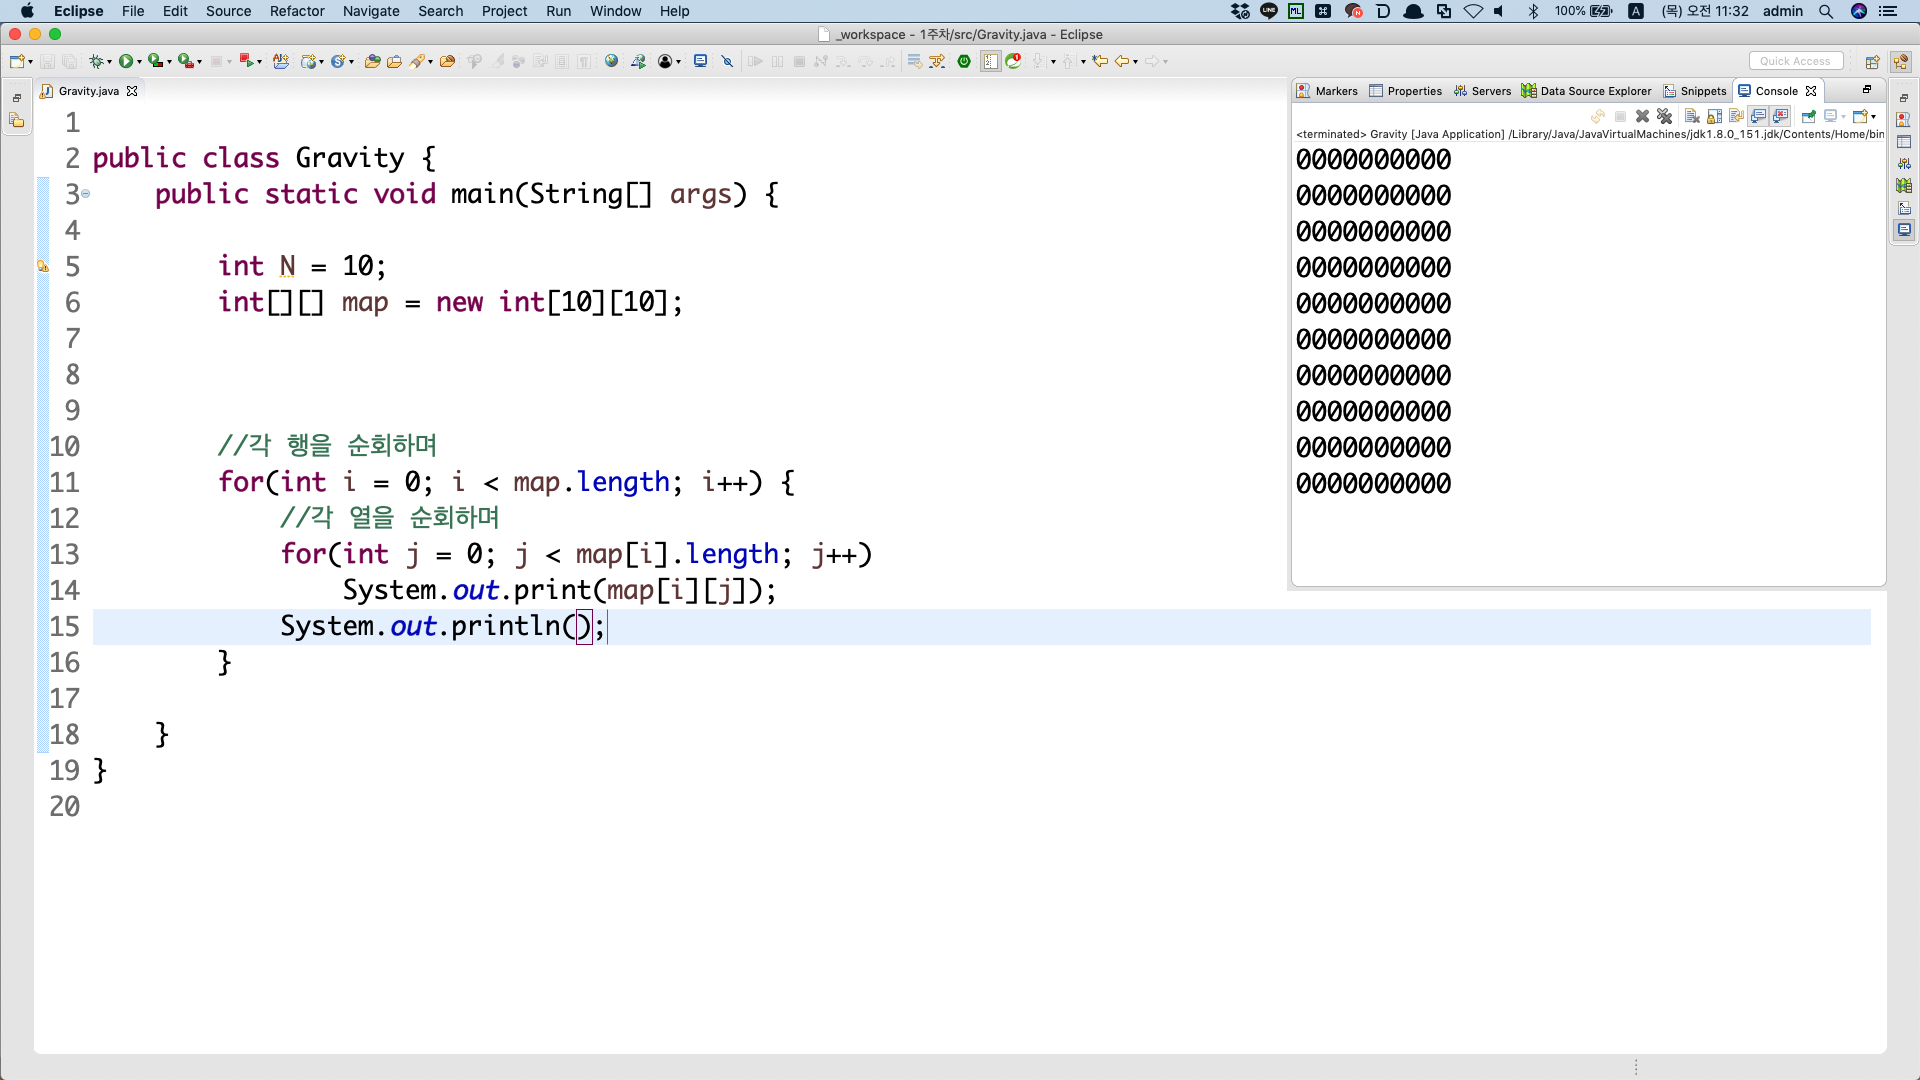 Eclipse File Edit Source Refactor Navigate Search Project Run Window Help 100% A (목) 오전 11:32 admin
_workspace - 1주차/src/Gravity.java - Eclipse
Quick Access
Gravity.java
1
2 public class Gravity {
3 public static void main(String[] args) {
4
5 int N = 10;
6 int[][] map = new int[10][10];
7
8
9
10 //각 행을 순회하며
11 for(int i = 0; i < map.length; i++) {
12 //각 열을 순회하며
13 for(int j = 0; j < map[i].length; j++)
14 System.out.print(map[i][j]);
15 System.out.println();
16 }
17
18 }
19 }
20
Markers Properties Servers Data Source Explorer Snippets Console
<terminated> Gravity [Java Application] /Library/Java/JavaVirtualMachines/jdk1.8.0_151.jdk/Contents/Home/bin
0000000000
0000000000
0000000000
0000000000
0000000000
0000000000
0000000000
0000000000
0000000000
0000000000